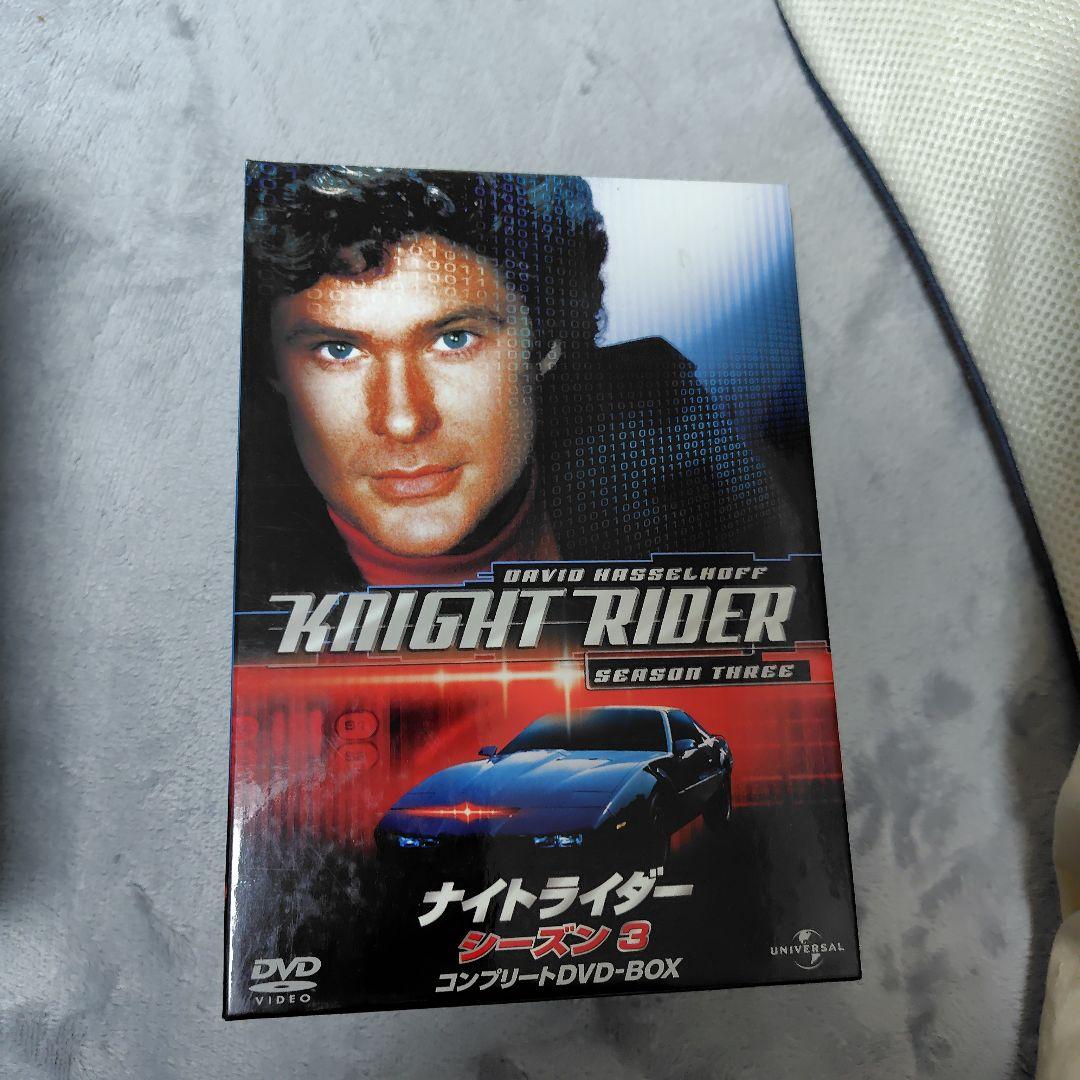 DAVID HASSELHOFF
KNIGHT RIDER
SEASON THREE
ナイトライダー
シーズン 3
コンプリートDVD-BOX
DVD
VIDEO
UNIVERSAL